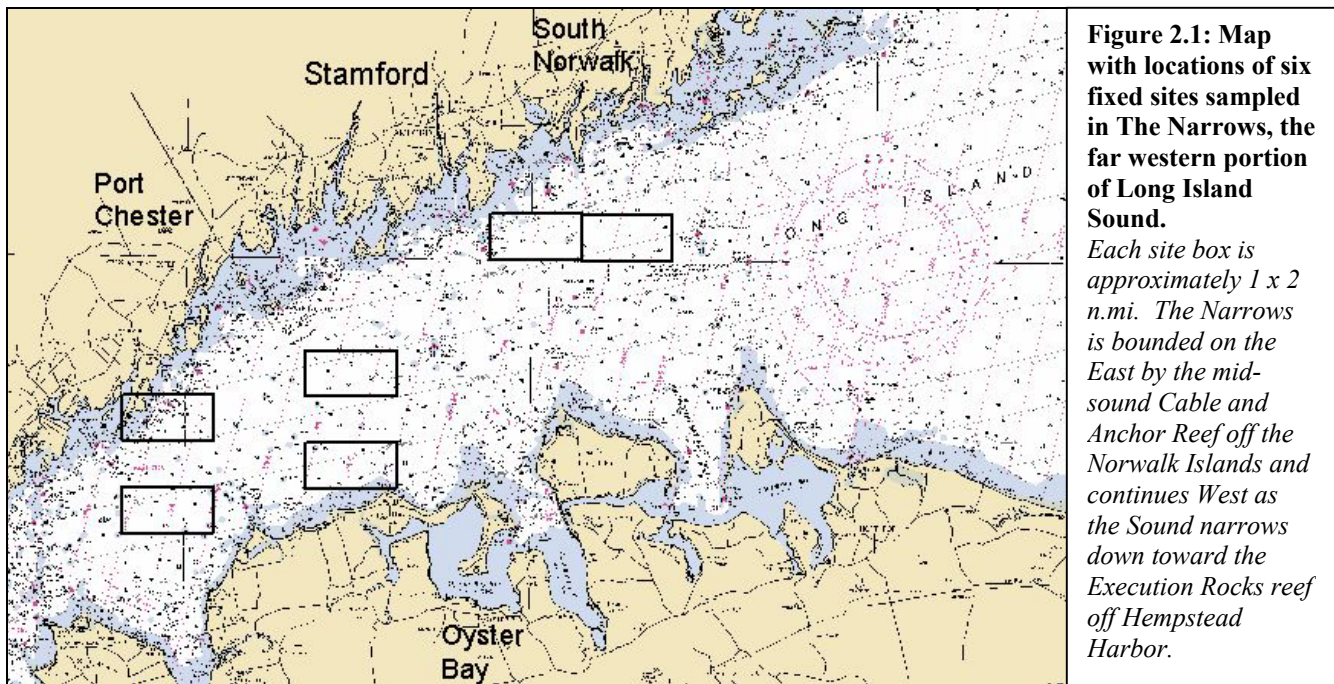 South
Norwalk
Stamford
Port
Chester
ONG ISLAND
Oyster
Bay
Figure 2.1: Map
with locations of six
fixed sites sampled
in The Narrows, the
far western portion
of Long Island
Sound.
Each site box is
approximately 1 x 2
n.mi. The Narrows
is bounded on the
East by the mid-
sound Cable and
Anchor Reef off the
Norwalk Islands and
continues West as
the Sound narrows
down toward the
Execution Rocks reef
off Hempstead
Harbor.